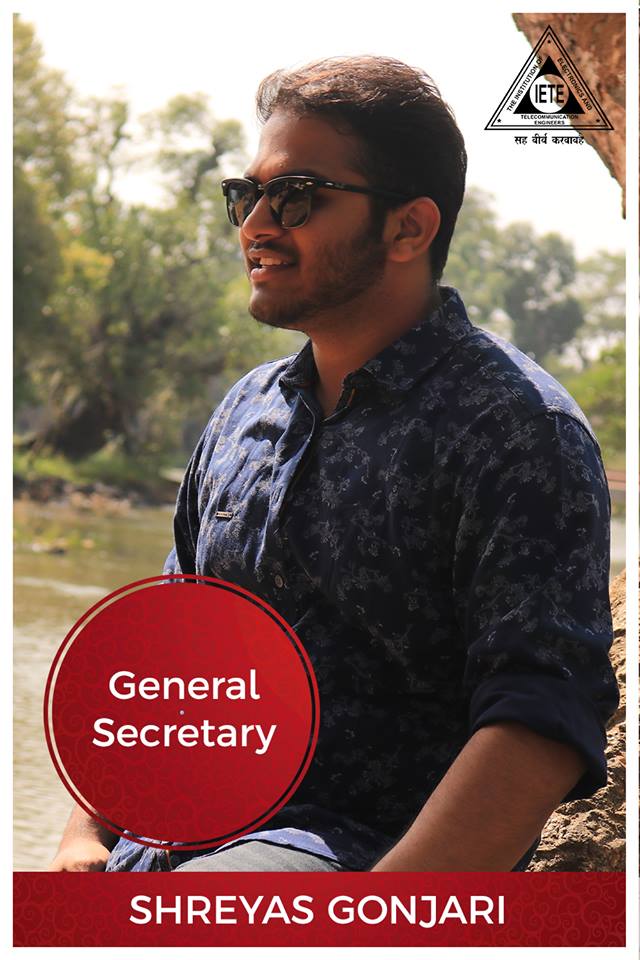 THE INSTITUTION OF
ELECTRONICS AND
IETE
TELECOMMUNICATION
ENGINEERS
सह वीर्य करवावहे
General
Secretary
SHREYAS GONJARI